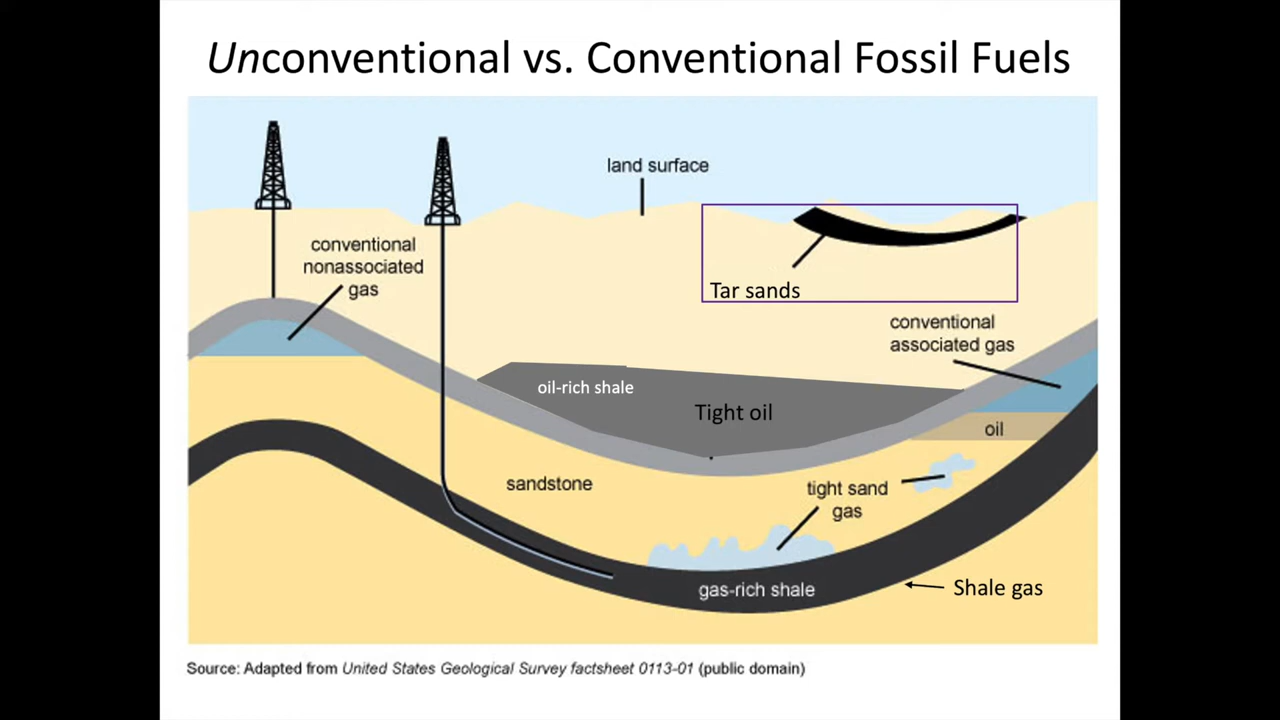 Unconventional vs. Conventional Fossil Fuels
land surface
conventional
nonassociated
gas
Tar sands
conventional
associated gas
oil-rich shale
Tight oil
oil
sandstone
tight sand
gas
gas-rich shale
Shale gas
Source: Adapted from United States Geological Survey factsheet 0113-01 (public domain)